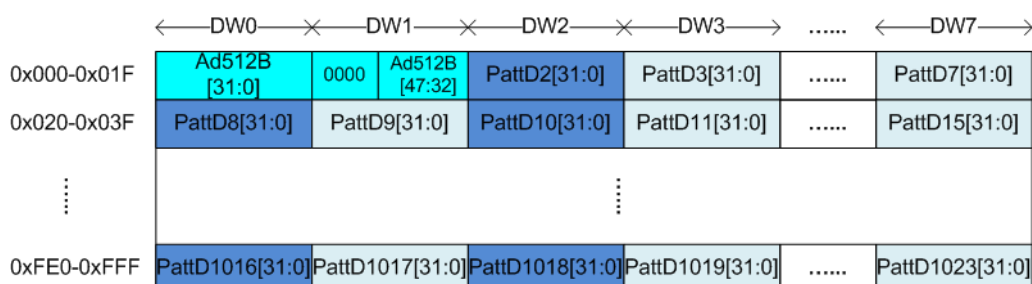 DW0 DW1 DW2 DW3 ...... DW7
0x000-0x01F Ad512B [31:0] 0000 Ad512B [47:32] PattD2[31:0] PattD3[31:0] ...... PattD7[31:0]
0x020-0x03F PattD8[31:0] PattD9[31:0] PattD10[31:0] PattD11[31:0] ...... PattD15[31:0]
0xFE0-0xFFF PattD1016[31:0] PattD1017[31:0] PattD1018[31:0] PattD1019[31:0] ...... PattD1023[31:0]